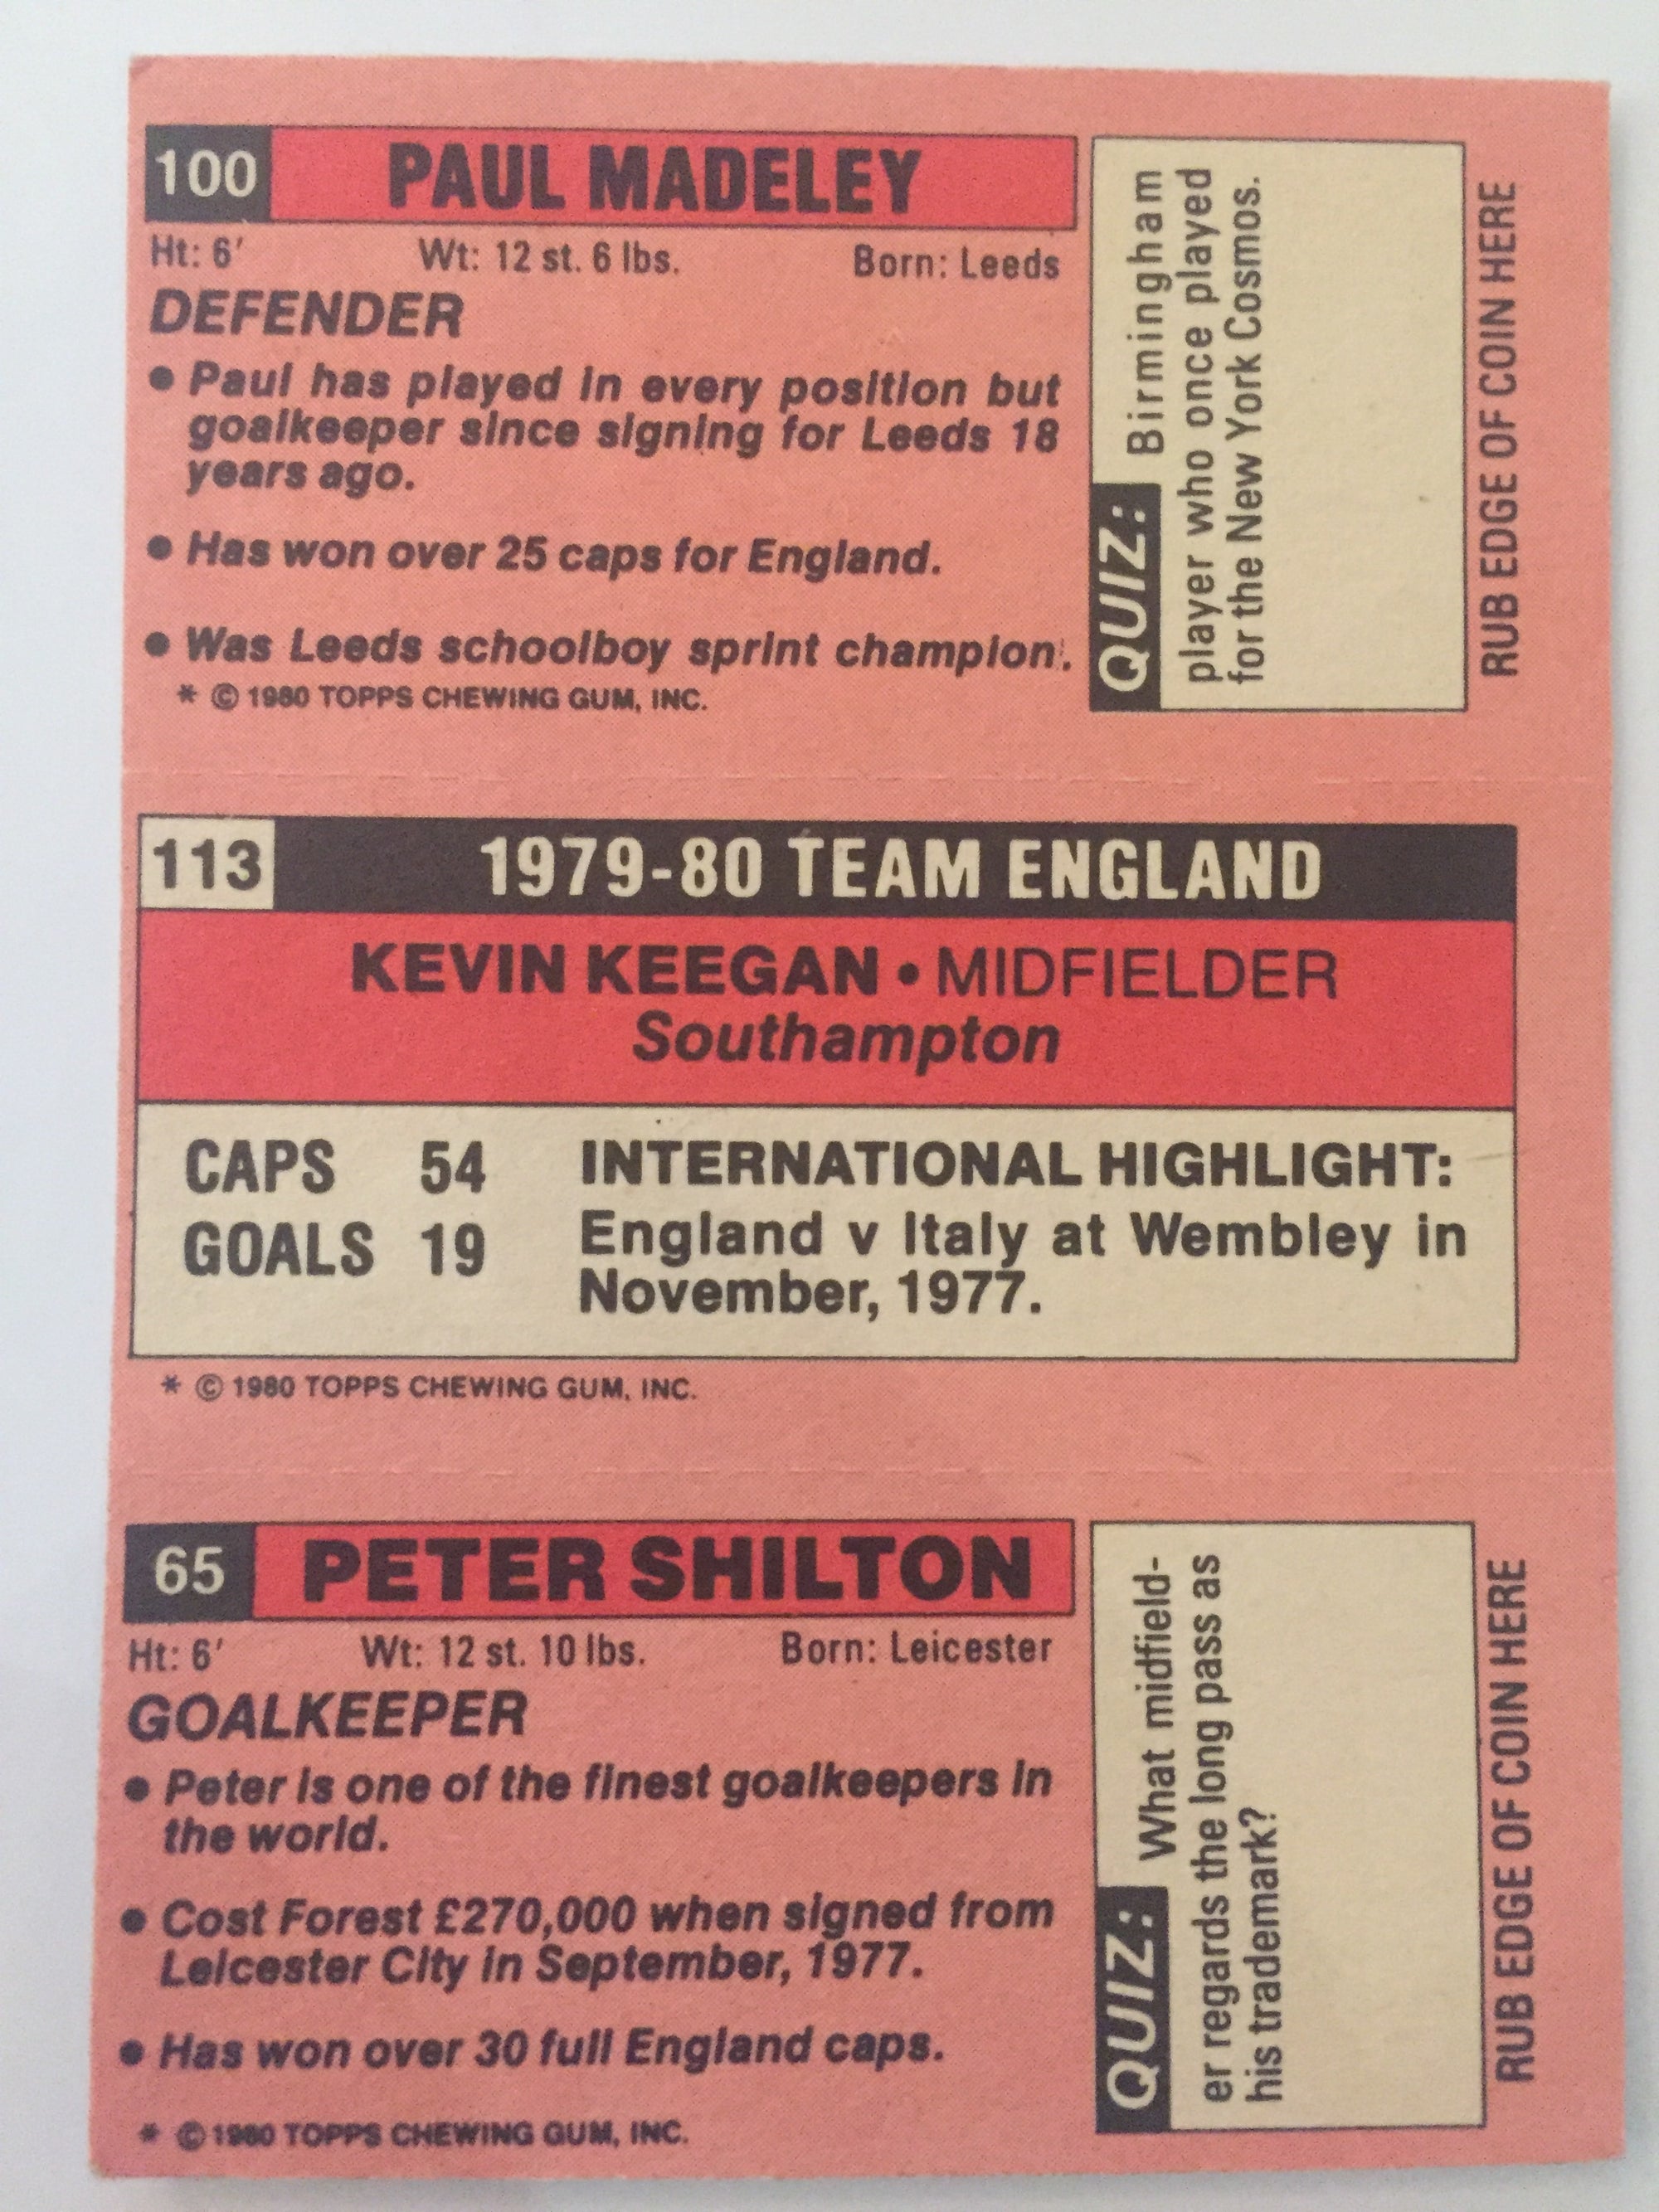 100 PAUL MADELEY
Ht: 6' Wt: 12 st. 6 lbs. Born: Leeds
DEFENDER
• Paul has played in every position but
goalkeeper since signing for Leeds 18
years ago.
• Has won over 25 caps for England.
• Was Leeds schoolboy sprint champion.
* © 1980 TOPPS CHEWING GUM, INC.
QUIZ: Birmingham
player who once played
for the New York Cosmos.
RUB EDGE OF COIN HERE
113 1979-80 TEAM ENGLAND
KEVIN KEEGAN • MIDFIELDER
Southampton
CAPS 54
GOALS 19
INTERNATIONAL HIGHLIGHT:
England v Italy at Wembley in
November, 1977.
* © 1980 TOPPS CHEWING GUM, INC.
65 PETER SHILTON
Ht: 6' Wt: 12 st. 10 lbs. Born: Leicester
GOALKEEPER
• Peter is one of the finest goalkeepers in
the world.
• Cost Forest £270,000 when signed from
Leicester City in September, 1977.
• Has won over 30 full England caps.
* © 1980 TOPPS CHEWING GUM, INC.
QUIZ: What midfield-
er regards the long pass as
his trademark?
RUB EDGE OF COIN HERE